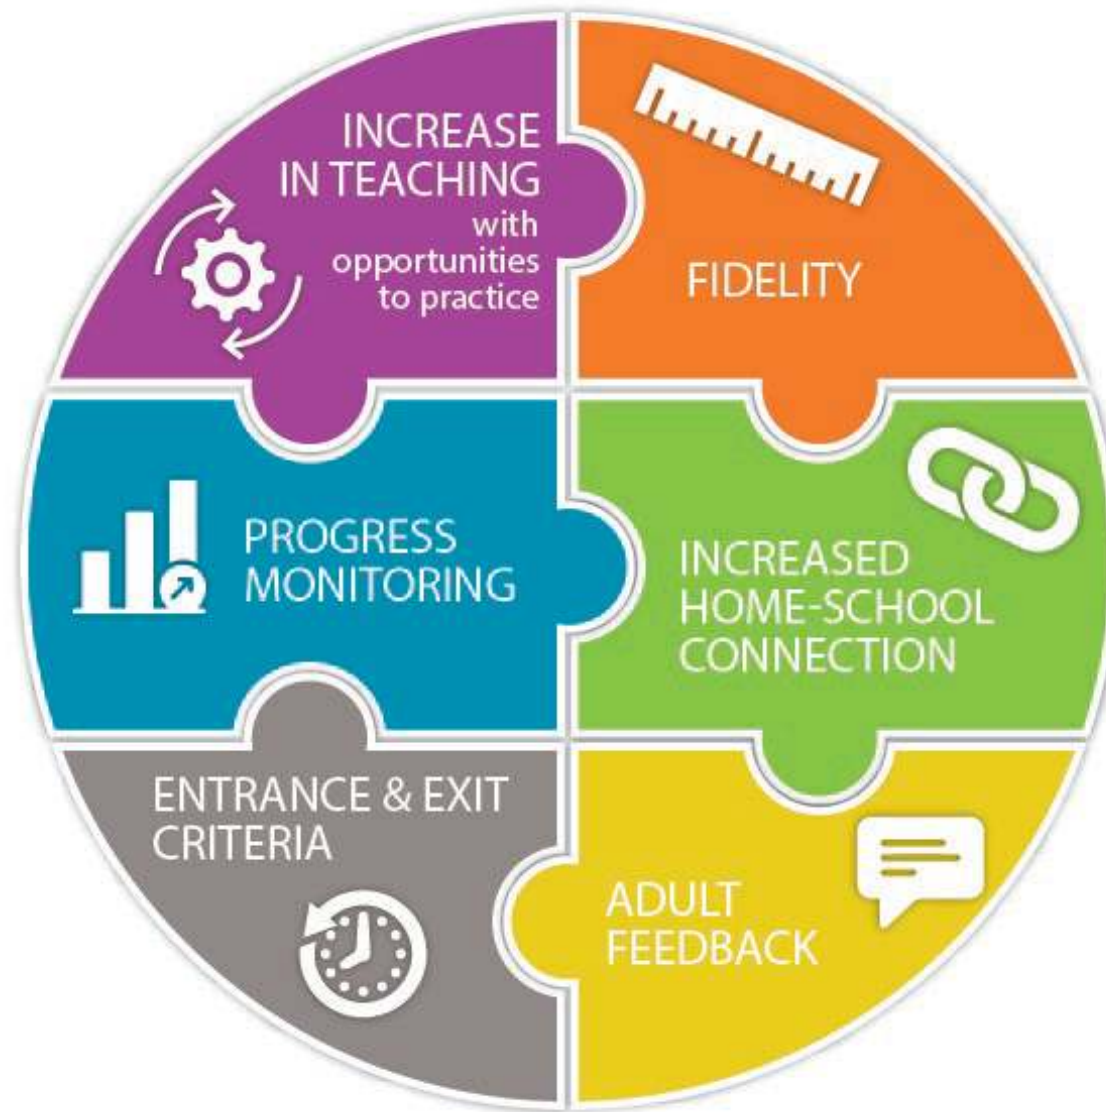 INCREASE
IN TEACHING
with
opportunities
to practice
FIDELITY
PROGRESS
MONITORING
INCREASED
HOME-SCHOOL
CONNECTION
ENTRANCE & EXIT
CRITERIA
ADULT
FEEDBACK